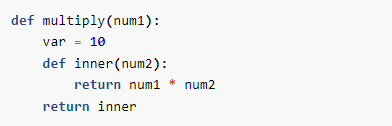 def multiply(num1):
    var = 10
    def inner(num2):
        return num1 * num2
    return inner